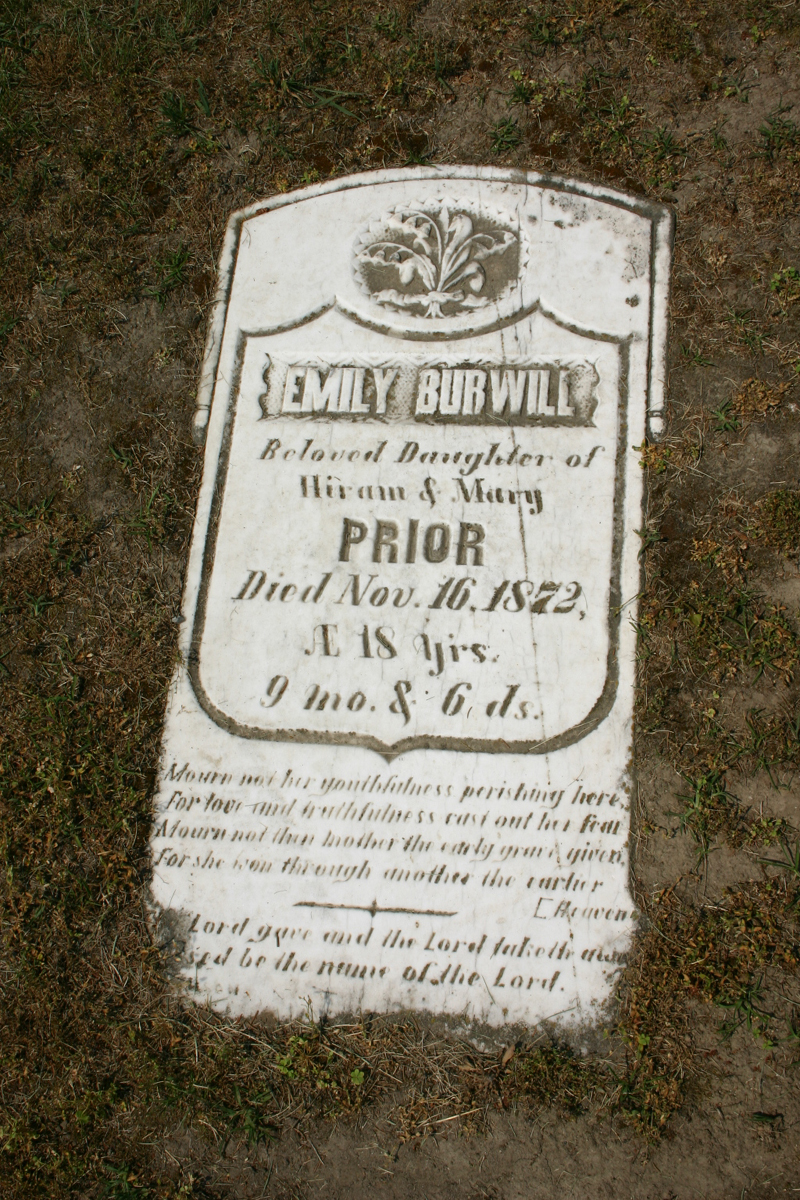 EMILY BURWILL
Beloved Daughter of
Hiram & Mary
PRIOR
Died Nov. 16, 1872,
Æ 18 yrs.
9 mo. & 6 ds.
Mourn not her youthfulness perishing here,
For love and truthfulness cast out her fear
Mourn not then mother the early grave given,
For she won through another the earlier
[Heaven
Lord gave and the Lord taketh
be the name of the Lord.